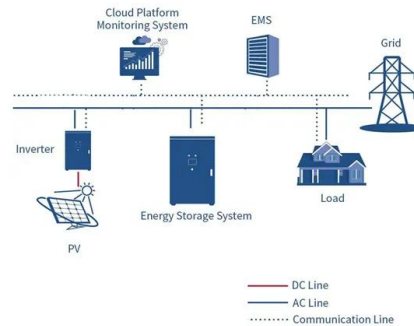 Cloud Platform
Monitoring System
EMS
Grid
Inverter
Energy Storage System
Load
PV
DC Line
AC Line
Communication Line